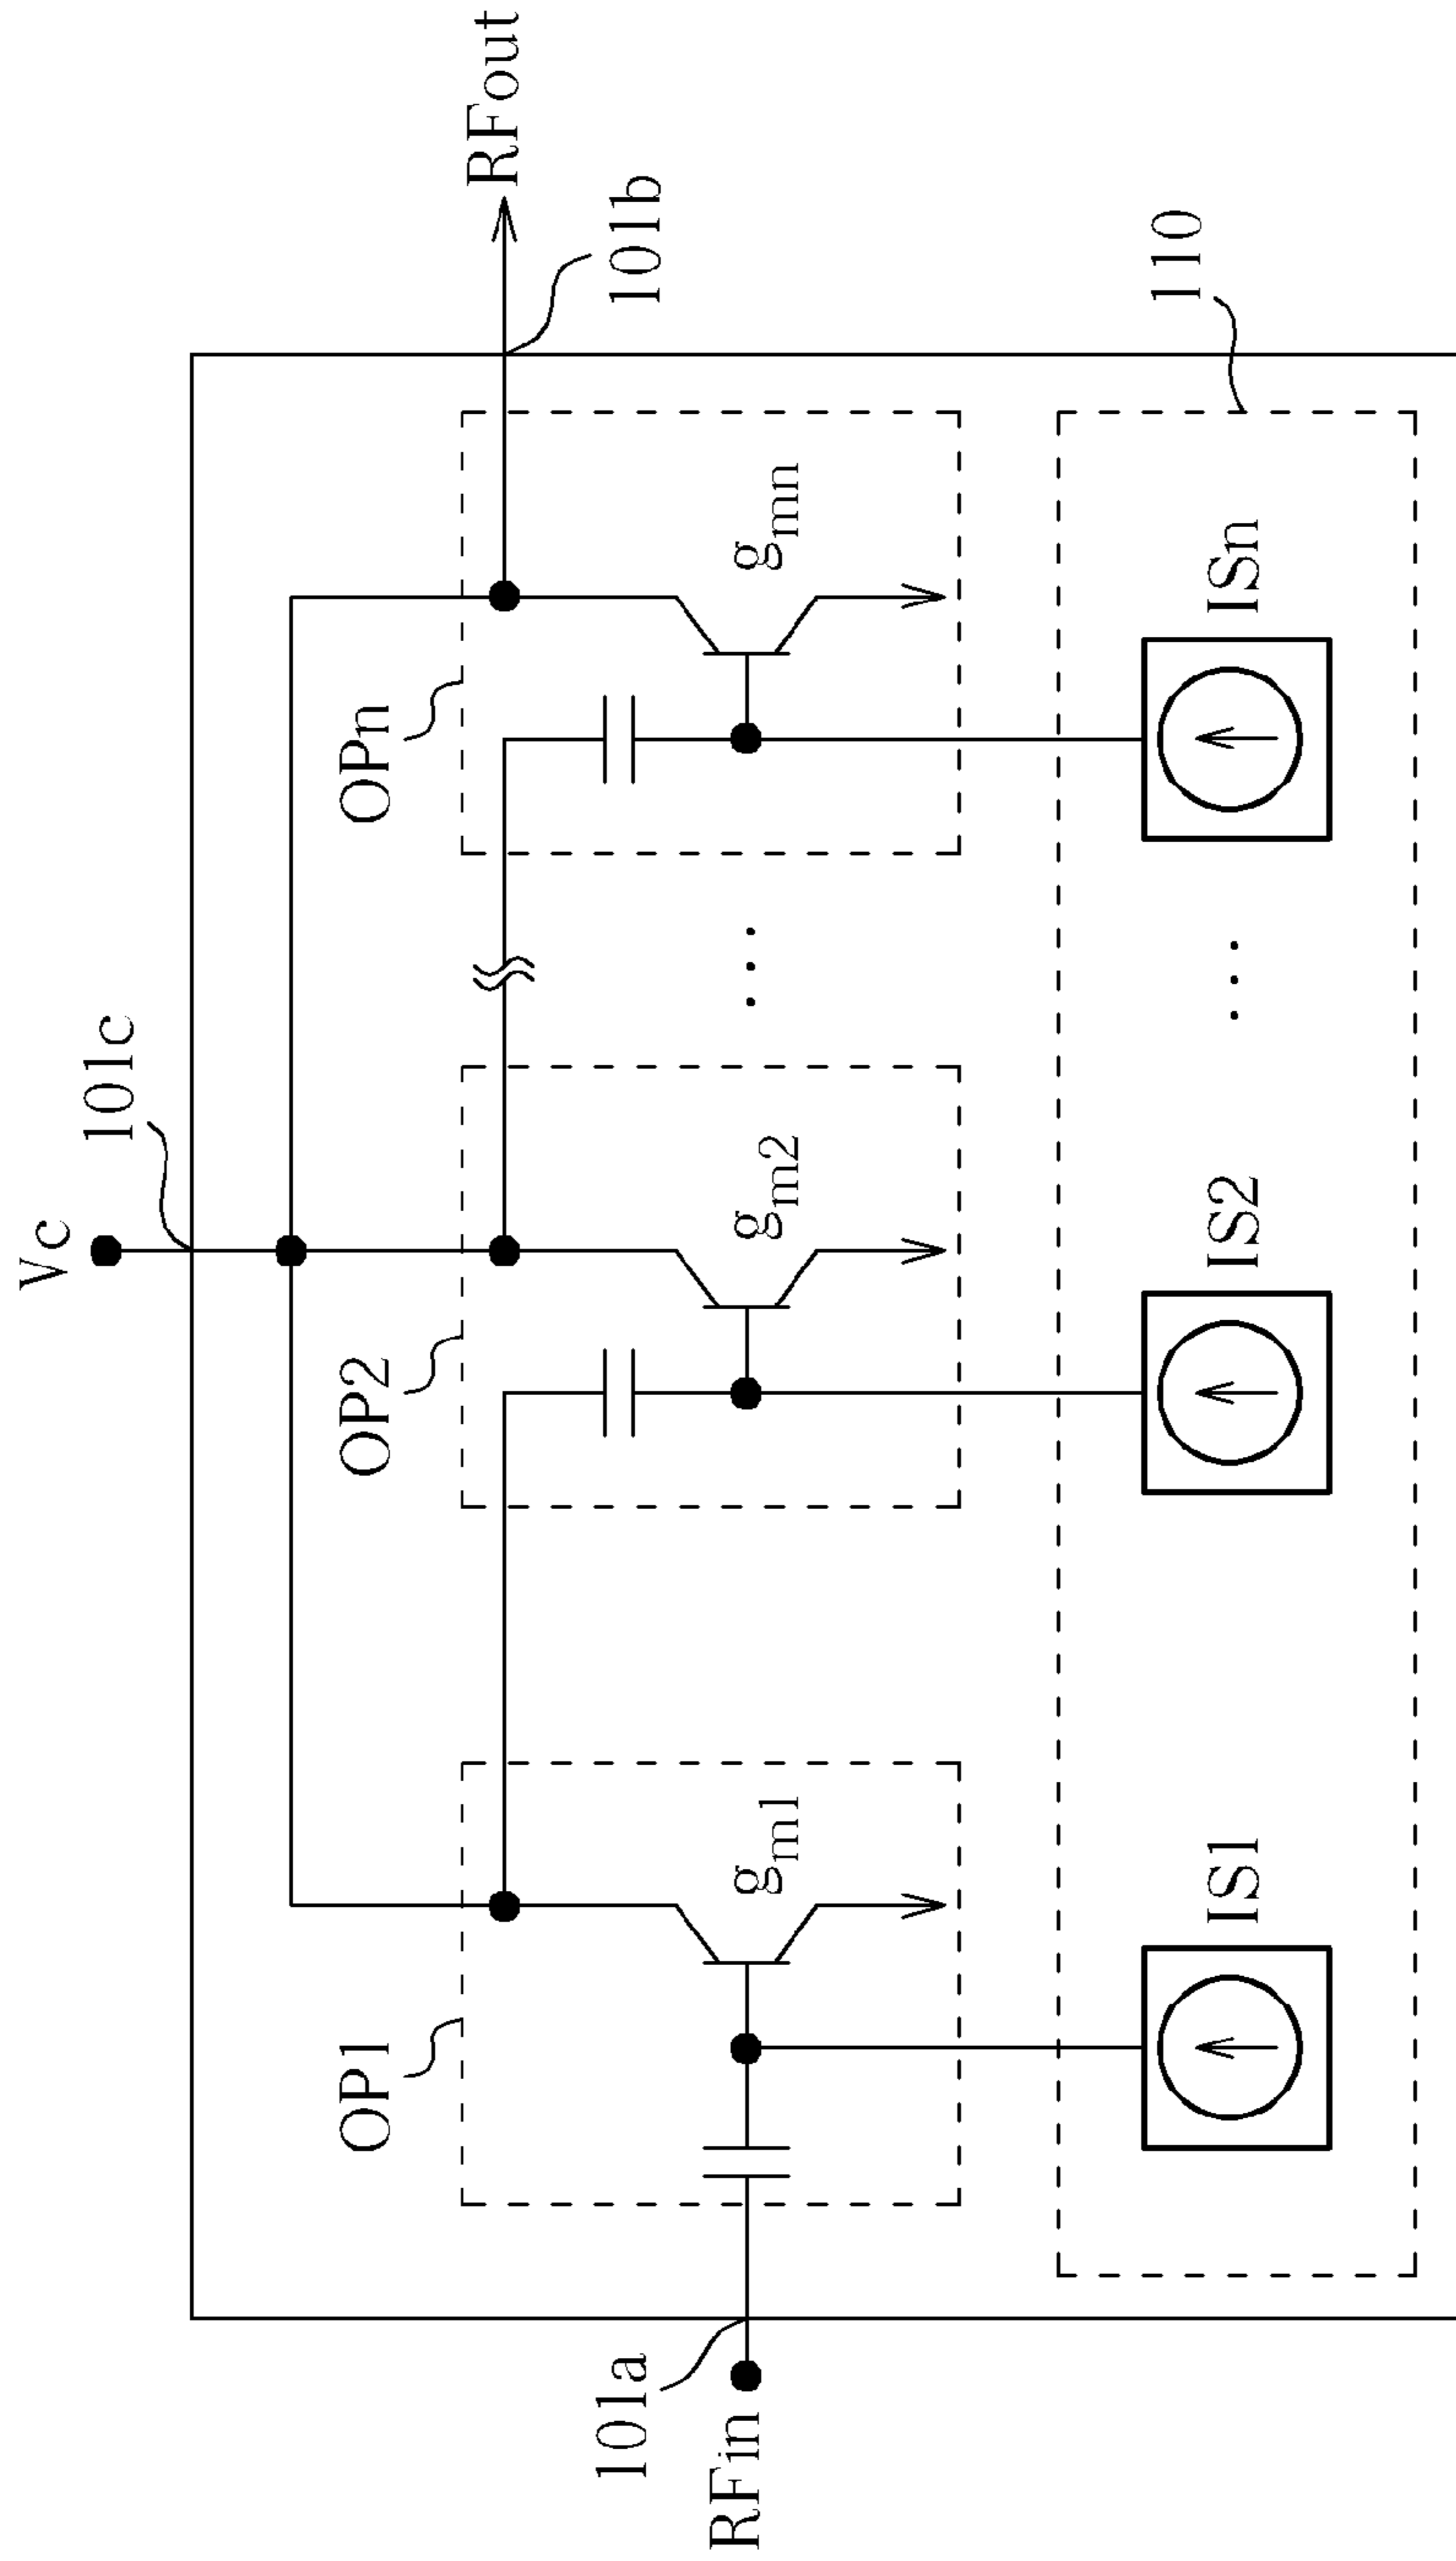 Vc
101c
OP1
OP2
OPn
RFout
101b
gm1
gm2
...
gmn
101a
RFin
110
IS1
IS2
...
ISn